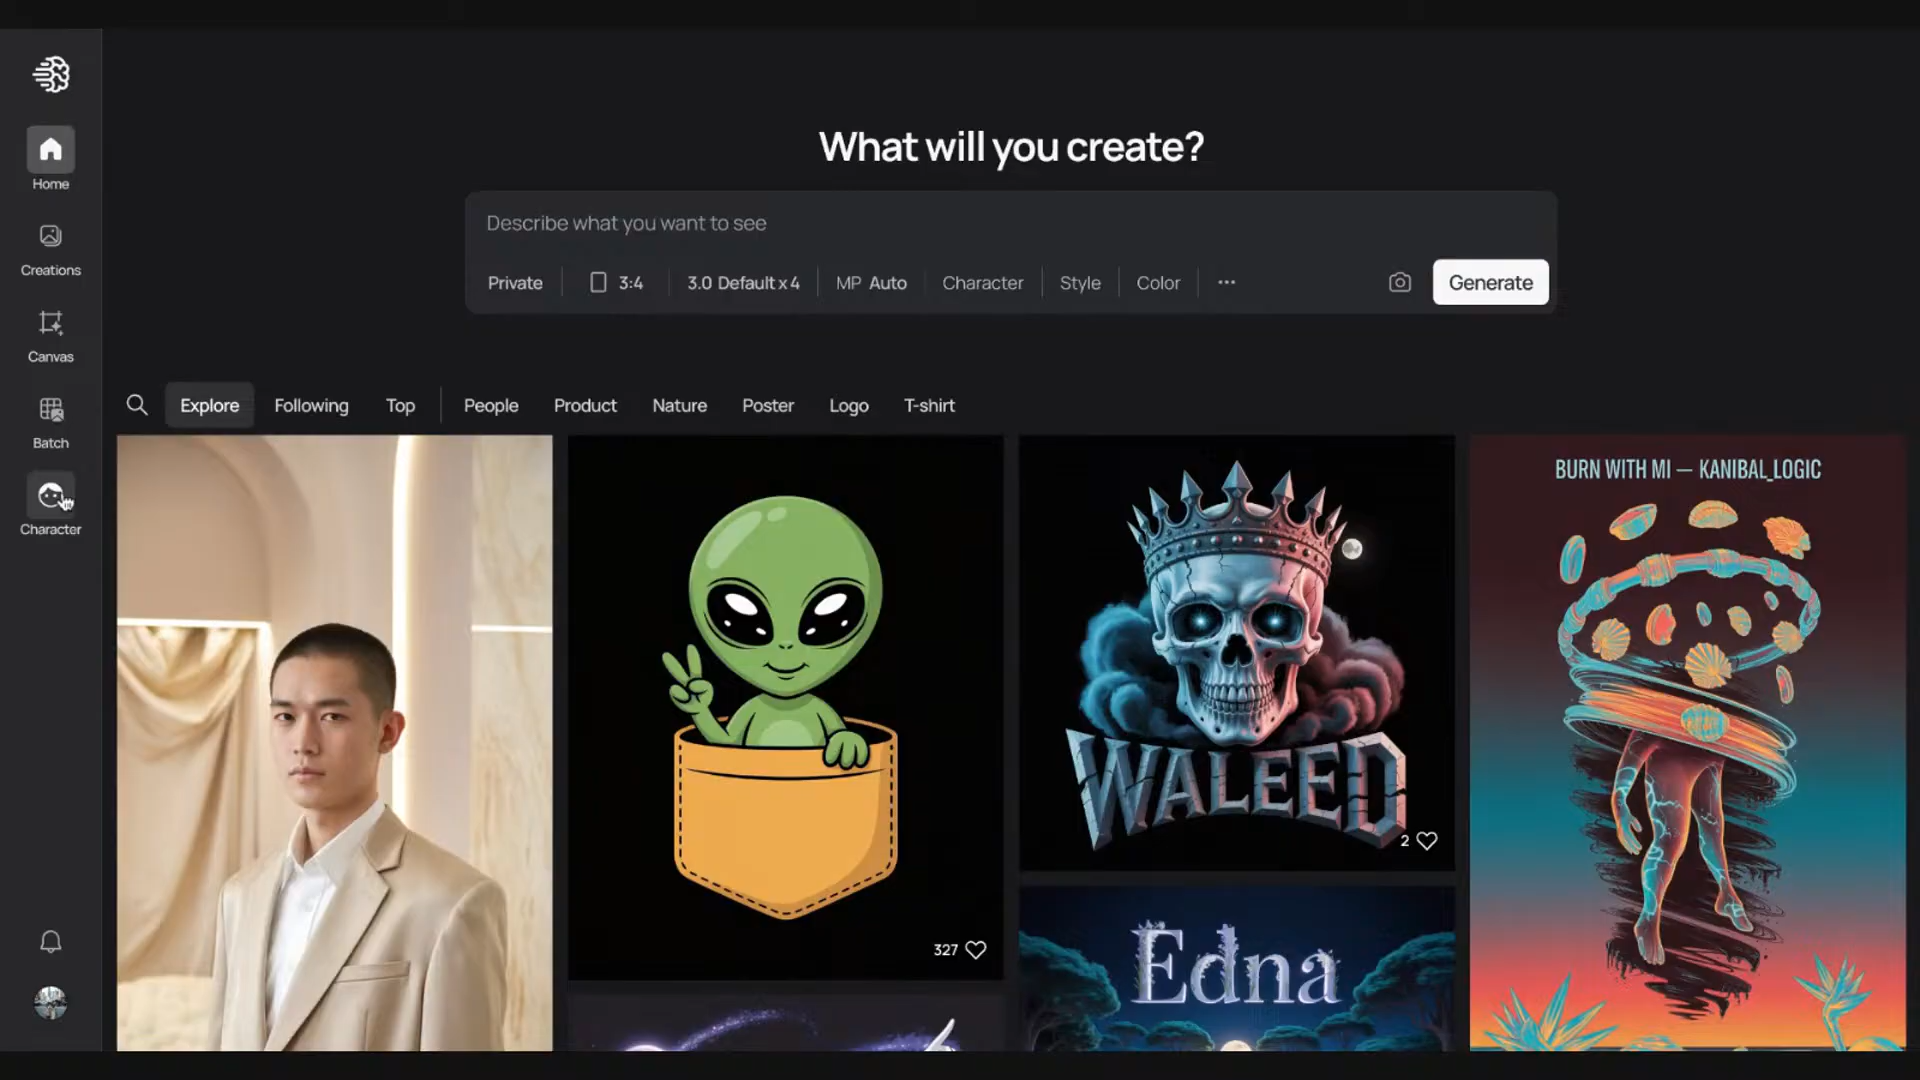 What will you create?
Describe what you want to see
Private 3:4 3.0 Default x 4 MP Auto Character Style Color ··· Generate
Home
Creations
Canvas
Batch
Character
Explore Following Top People Product Nature Poster Logo T-shirt
327
WALEED
2
Edna
BURN WITH MI — KANIBAL_LOGIC